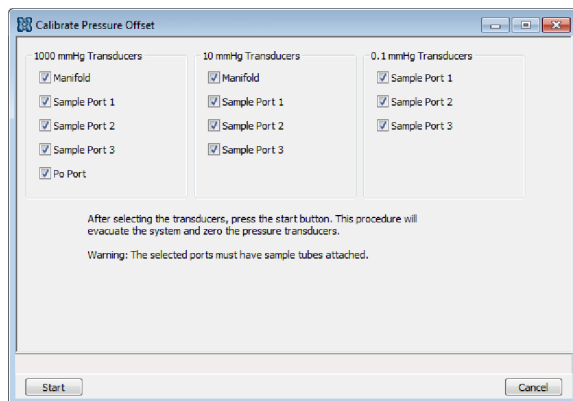 Calibrate Pressure Offset
1000 mmHg Transducers
Manifold
Sample Port 1
Sample Port 2
Sample Port 3
Po Port
10 mmHg Transducers
Manifold
Sample Port 1
Sample Port 2
Sample Port 3
0.1 mmHg Transducers
Sample Port 1
Sample Port 2
Sample Port 3
After selecting the transducers, press the start button. This procedure will
evacuate the system and zero the pressure transducers.
Warning: The selected ports must have sample tubes attached.
Start
Cancel